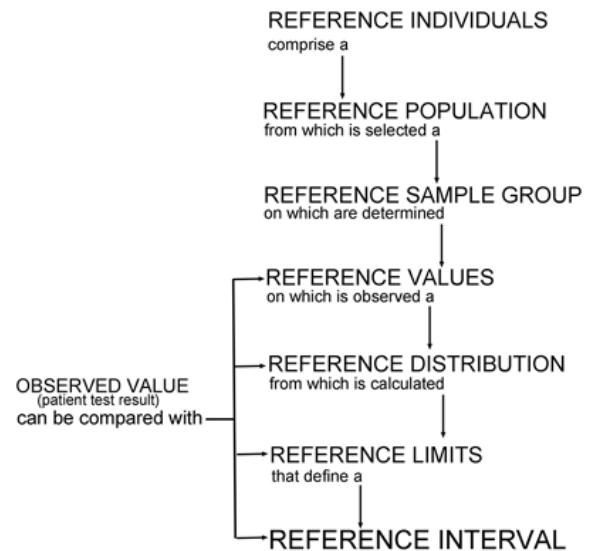 REFERENCE INDIVIDUALS
comprise a
REFERENCE POPULATION
from which is selected a
REFERENCE SAMPLE GROUP
on which are determined
REFERENCE VALUES
on which is observed a
REFERENCE DISTRIBUTION
from which is calculated
OBSERVED VALUE
(patient test result)
can be compared with
REFERENCE LIMITS
that define a
REFERENCE INTERVAL